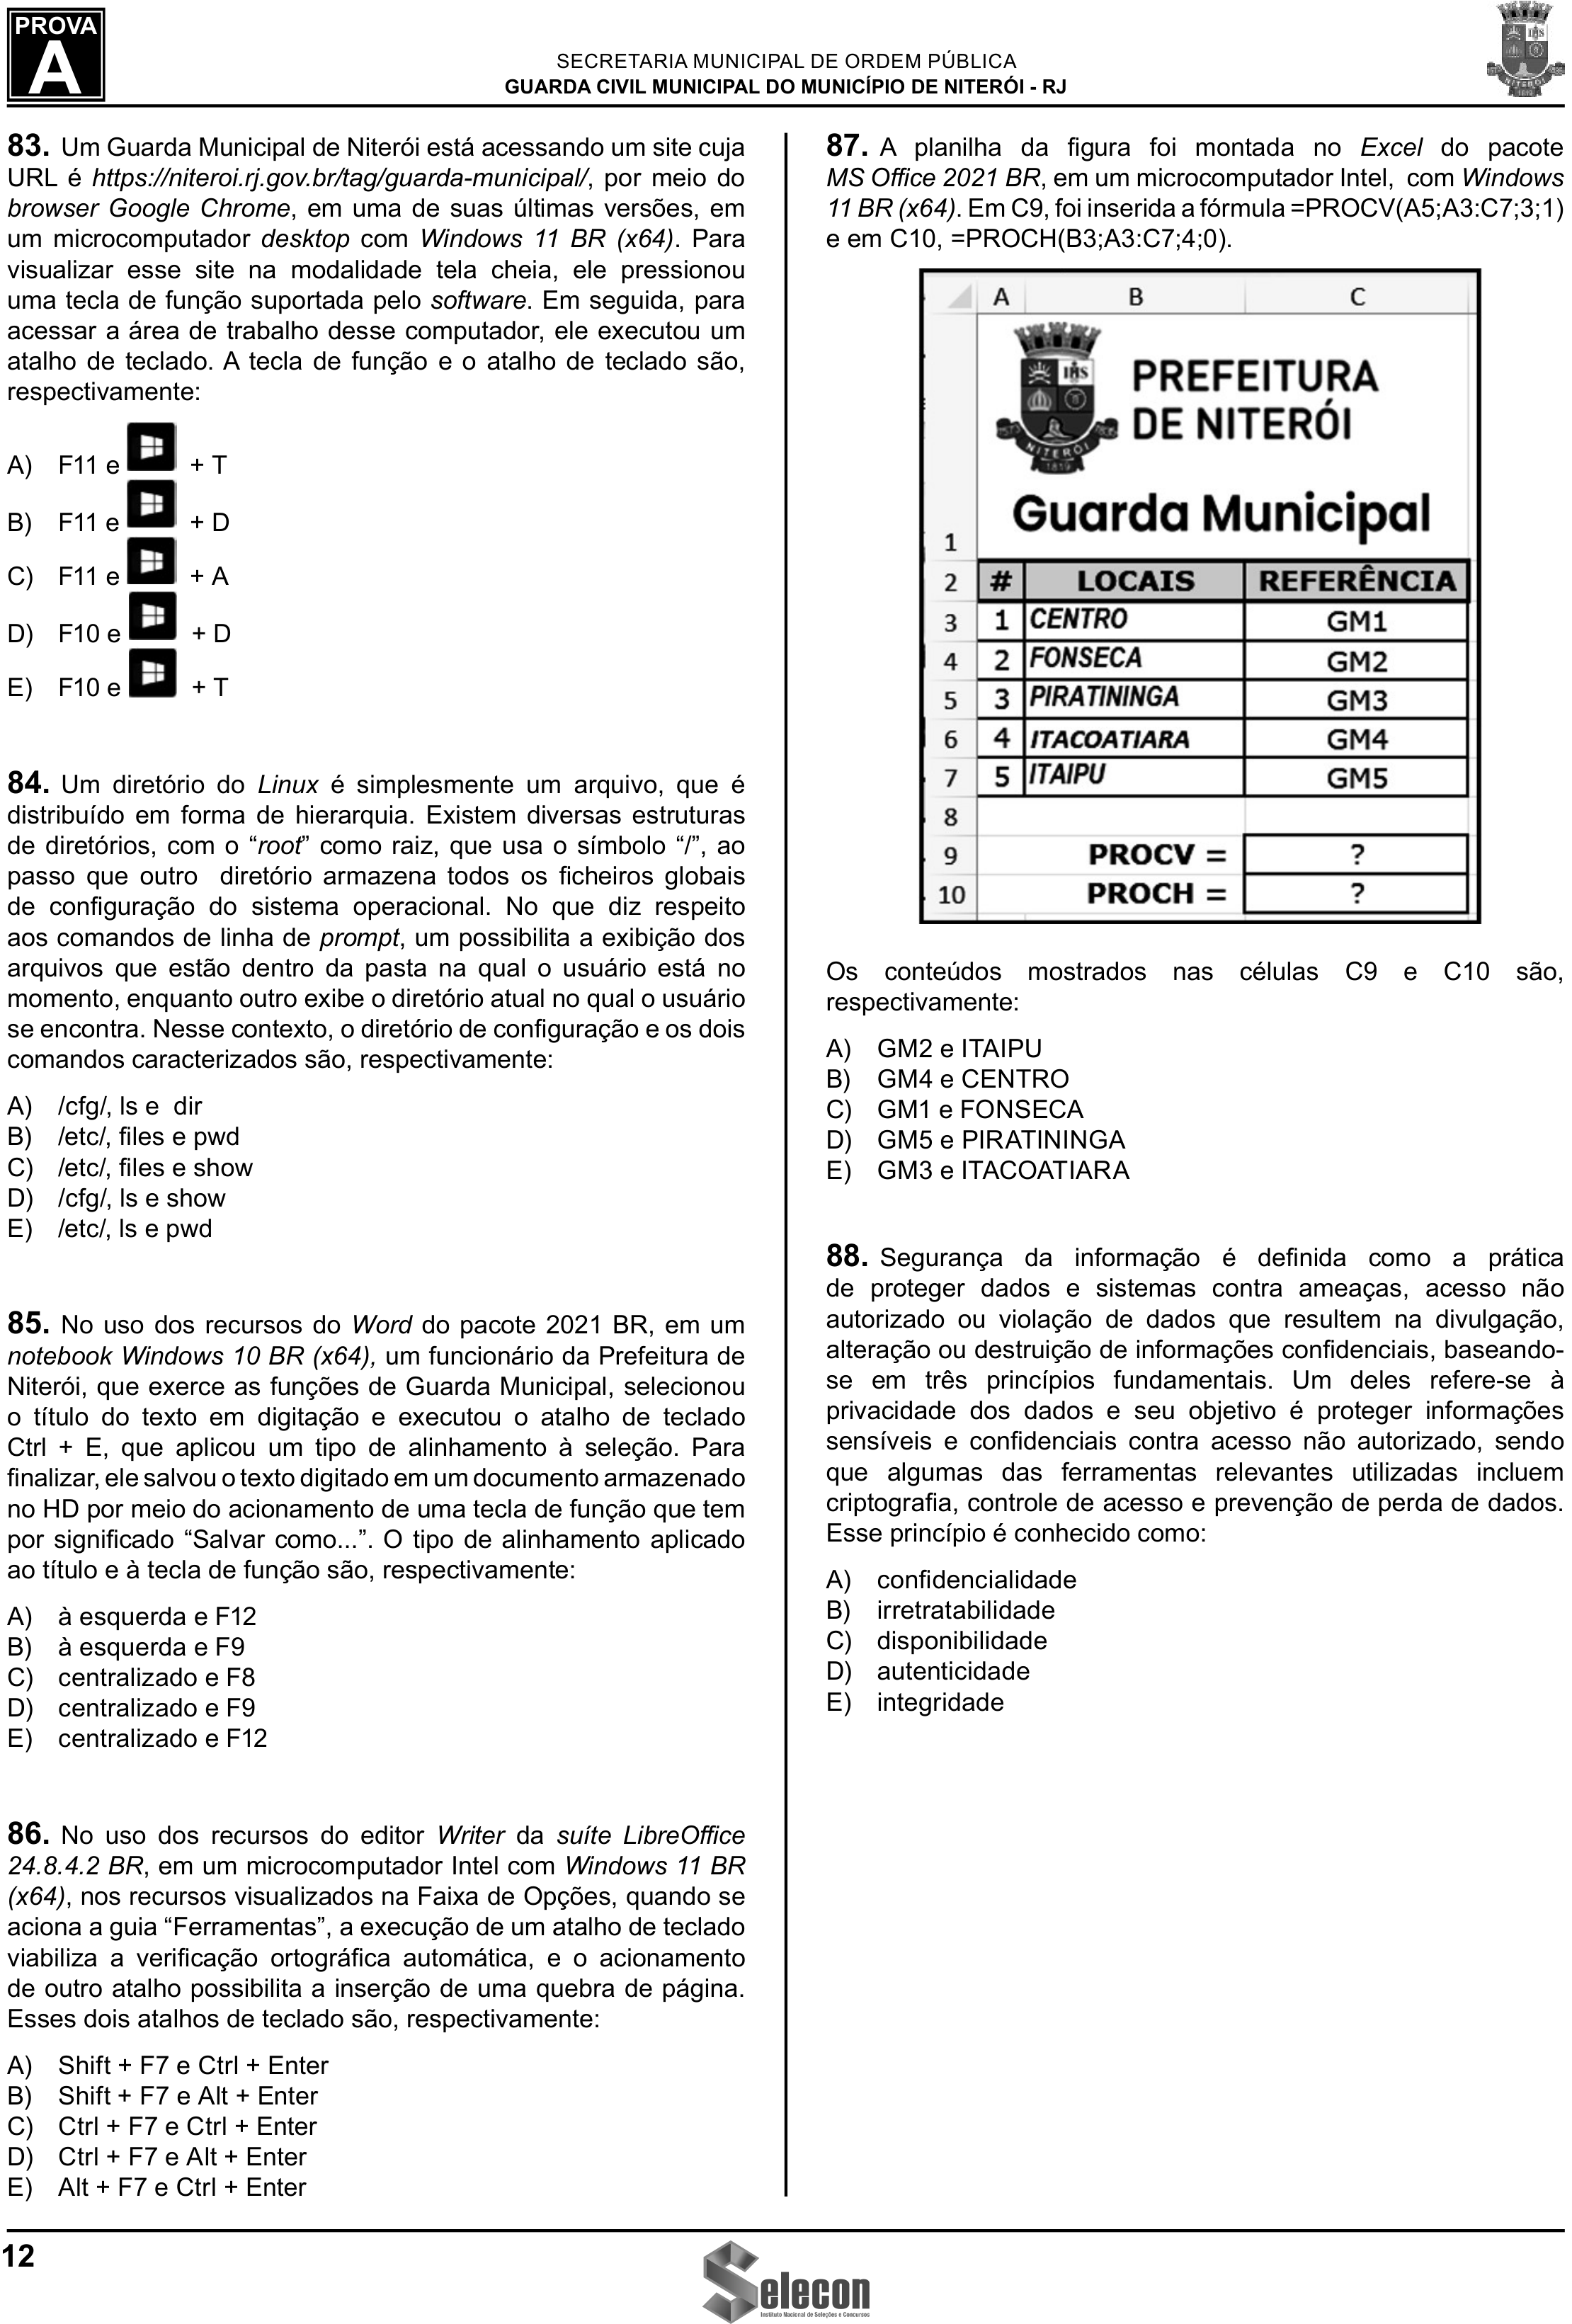 PROVA
A
SECRETARIA MUNICIPAL DE ORDEM PÚBLICA
GUARDA CIVIL MUNICIPAL DO MUNICÍPIO DE NITERÓI - RJ
83. Um Guarda Municipal de Niterói está acessando um site cuja
URL é https://niteroi.rj.gov.br/tag/guarda-municipal/, por meio do
browser Google Chrome, em uma de suas últimas versões, em
um microcomputador desktop com Windows 11 BR (x64). Para
visualizar esse site na modalidade tela cheia, ele pressionou
uma tecla de função suportada pelo software. Em seguida, para
acessar a área de trabalho desse computador, ele executou um
atalho de teclado. A tecla de função e o atalho de teclado são,
respectivamente:
A) F11 e + T
B) F11 e + D
C) F11 e + A
D) F10 e + D
E) F10 e + T
84. Um diretório do Linux é simplesmente um arquivo, que é
distribuído em forma de hierarquia. Existem diversas estruturas
de diretórios, com o “root” como raiz, que usa o símbolo “/”, ao
passo que outro diretório armazena todos os ficheiros globais
de configuração do sistema operacional. No que diz respeito
aos comandos de linha de prompt, um possibilita a exibição dos
arquivos que estão dentro da pasta na qual o usuário está no
momento, enquanto outro exibe o diretório atual no qual o usuário
se encontra. Nesse contexto, o diretório de configuração e os dois
comandos caracterizados são, respectivamente:
A) /cfg/, ls e dir
B) /etc/, files e pwd
C) /etc/, files e show
D) /cfg/, ls e show
E) /etc/, ls e pwd
85. No uso dos recursos do Word do pacote 2021 BR, em um
notebook Windows 10 BR (x64), um funcionário da Prefeitura de
Niterói, que exerce as funções de Guarda Municipal, selecionou
o título do texto em digitação e executou o atalho de teclado
Ctrl + E, que aplicou um tipo de alinhamento à seleção. Para
finalizar, ele salvou o texto digitado em um documento armazenado
no HD por meio do acionamento de uma tecla de função que tem
por significado “Salvar como...”. O tipo de alinhamento aplicado
ao título e à tecla de função são, respectivamente:
A) à esquerda e F12
B) à esquerda e F9
C) centralizado e F8
D) centralizado e F9
E) centralizado e F12
86. No uso dos recursos do editor Writer da suíte LibreOffice
24.8.4.2 BR, em um microcomputador Intel com Windows 11 BR
(x64), nos recursos visualizados na Faixa de Opções, quando se
aciona a guia “Ferramentas”, a execução de um atalho de teclado
viabiliza a verificação ortográfica automática, e o acionamento
de outro atalho possibilita a inserção de uma quebra de página.
Esses dois atalhos de teclado são, respectivamente:
A) Shift + F7 e Ctrl + Enter
B) Shift + F7 e Alt + Enter
C) Ctrl + F7 e Ctrl + Enter
D) Ctrl + F7 e Alt + Enter
E) Alt + F7 e Ctrl + Enter
87. A planilha da figura foi montada no Excel do pacote
MS Office 2021 BR, em um microcomputador Intel, com Windows
11 BR (x64). Em C9, foi inserida a fórmula =PROCV(A5;A3:C7;3;1)
e em C10, =PROCH(B3;A3:C7;4;0).
A B C
IHS
NITERÓI
PREFEITURA
DE NITERÓI
Guarda Municipal
1
2 # LOCAIS REFERÊNCIA
3 1 CENTRO GM1
4 2 FONSECA GM2
5 3 PIRATININGA GM3
6 4 ITACOATIARA GM4
7 5 ITAIPU GM5
8
9 PROCV = ?
10 PROCH = ?
Os conteúdos mostrados nas células C9 e C10 são,
respectivamente:
A) GM2 e ITAIPU
B) GM4 e CENTRO
C) GM1 e FONSECA
D) GM5 e PIRATININGA
E) GM3 e ITACOATIARA
88. Segurança da informação é definida como a prática
de proteger dados e sistemas contra ameaças, acesso não
autorizado ou violação de dados que resultem na divulgação,
alteração ou destruição de informações confidenciais, baseando-
se em três princípios fundamentais. Um deles refere-se à
privacidade dos dados e seu objetivo é proteger informações
sensíveis e confidenciais contra acesso não autorizado, sendo
que algumas das ferramentas relevantes utilizadas incluem
criptografia, controle de acesso e prevenção de perda de dados.
Esse princípio é conhecido como:
A) confidencialidade
B) irretratabilidade
C) disponibilidade
D) autenticidade
E) integridade
12
Selecon
Instituto Nacional de Seleções e Concursos